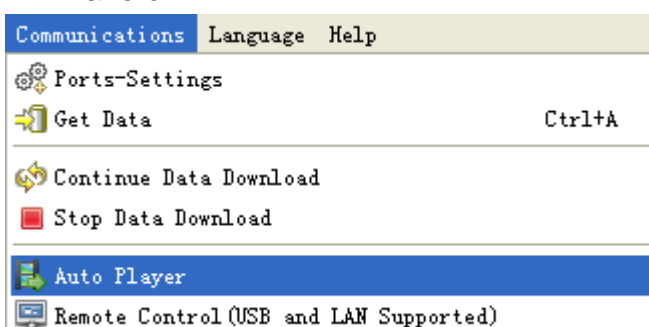 Communications Language Help
Ports-Settings
Get Data Ctrl+A
Continue Data Download
Stop Data Download
Auto Player
Remote Control(USB and LAN Supported)